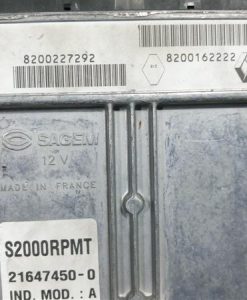 8200227292 8200162222
SAGEM
12 V
MADE IN FRANCE
S2000RPMT
21647450-0
IND. MOD. : A